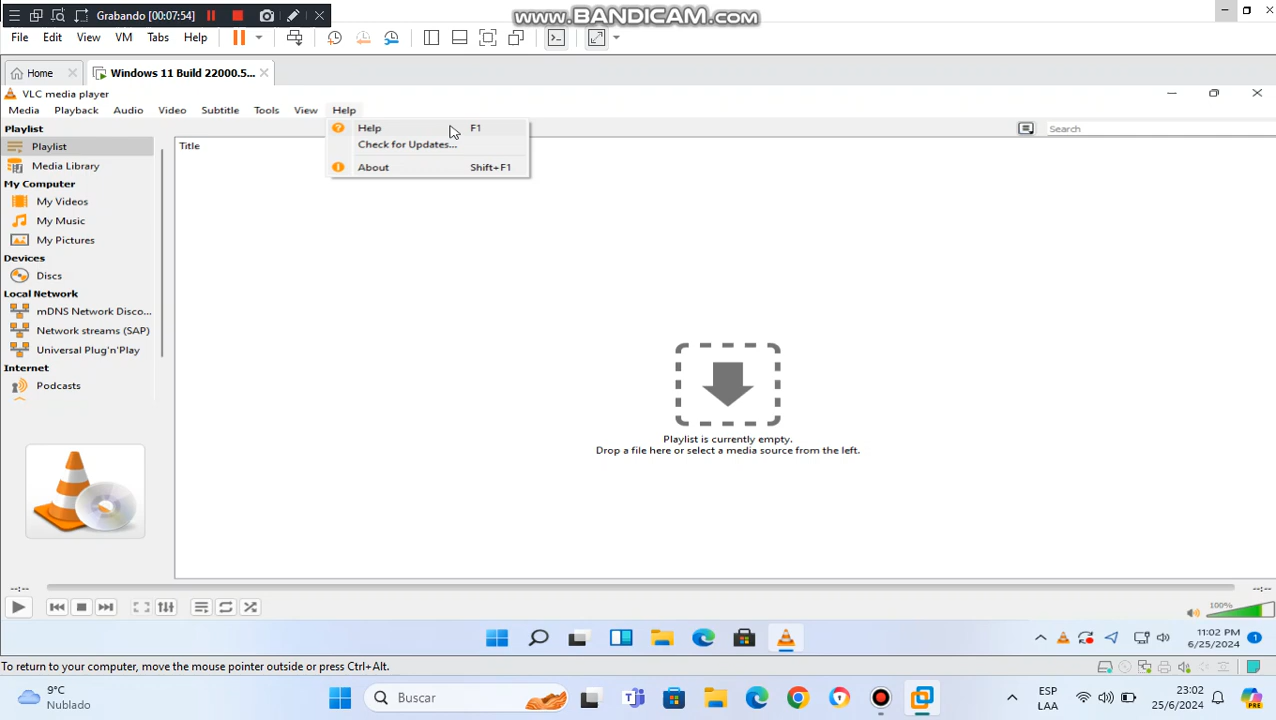 Grabando [00:07:54]
www.BANDICAM.com
File Edit View VM Tabs Help
Home
Windows 11 Build 22000.5...
VLC media player
Media Playback Audio Video Subtitle Tools View Help
Playlist
Playlist
Media Library
My Computer
My Videos
My Music
My Pictures
Devices
Discs
Local Network
mDNS Network Disco...
Network streams (SAP)
Universal Plug'n'Play
Internet
Podcasts
Title
Search
Help F1
Check for Updates...
About Shift+F1
Playlist is currently empty.
Drop a file here or select a media source from the left.
--:--
--:--
100%
11:02 PM
6/25/2024
1
To return to your computer, move the mouse pointer outside or press Ctrl+Alt.
9°C
Nublado
Buscar
ESP
LAA
23:02
25/6/2024
PRE